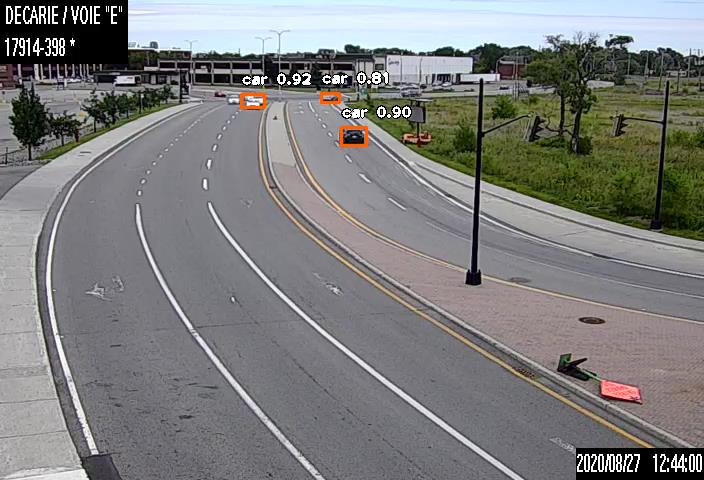 DECARIE / VOIE "E"
17914-398 *
car 0.92
car 0.81
car 0.90
2020/08/27 12:44:00